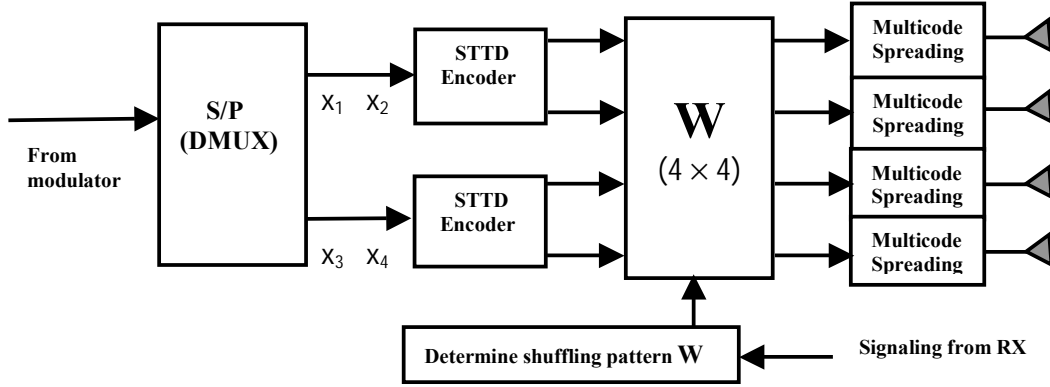 From
modulator
S/P
(DMUX)
x₁ x₂
x₃ x₄
STTD
Encoder
STTD
Encoder
W
(4 × 4)
Multicode
Spreading
Multicode
Spreading
Multicode
Spreading
Multicode
Spreading
Determine shuffling pattern W
Signaling from RX